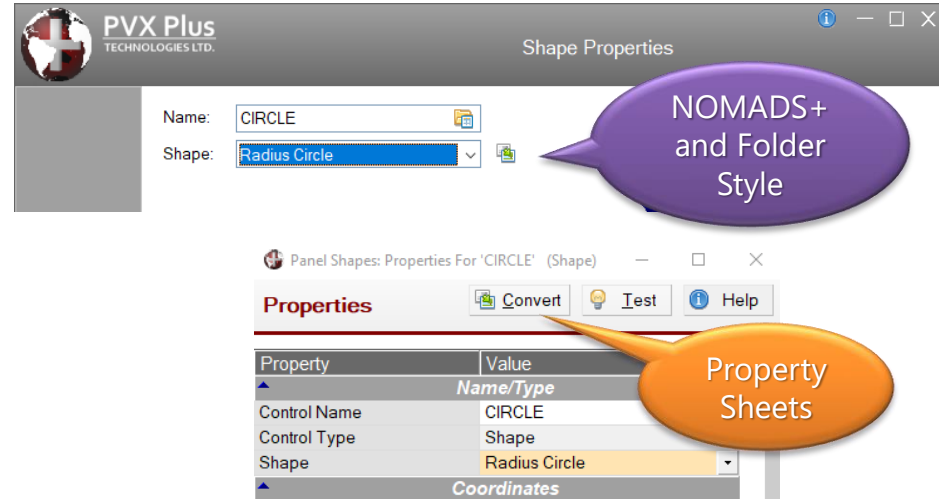 PVX Plus
TECHNOLOGIES LTD.
Shape Properties
Name: CIRCLE
Shape: Radius Circle
NOMADS+
and Folder
Style
Panel Shapes: Properties For 'CIRCLE' (Shape)
Properties
Convert
Test
Help
Property Value
Name/Type
Control Name CIRCLE
Control Type Shape
Shape Radius Circle
Coordinates
Property
Sheets